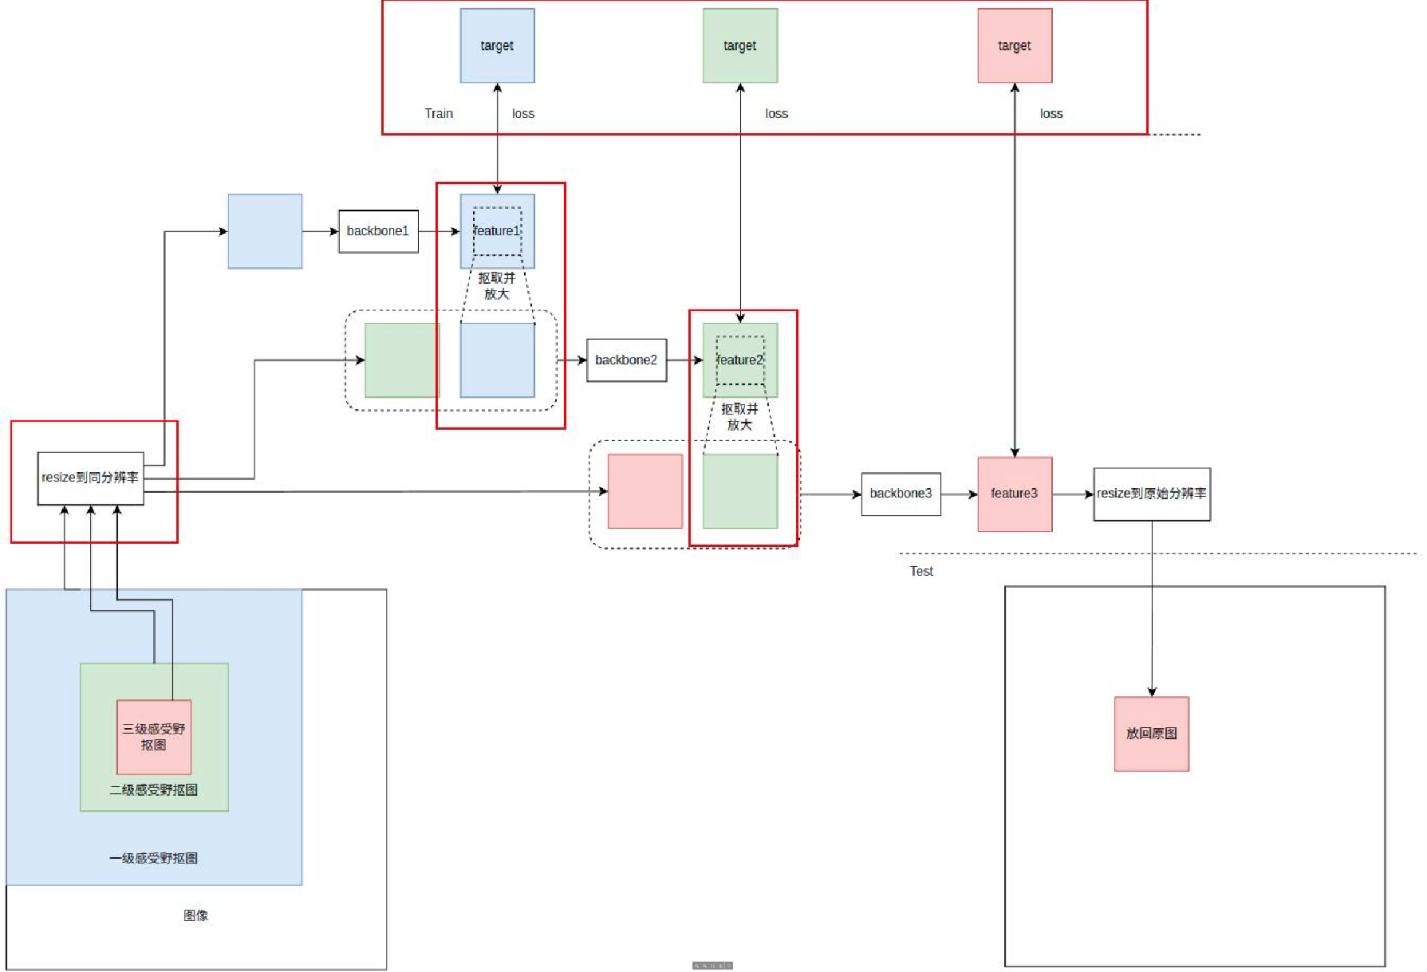 target
target
target
Train
loss
loss
loss
backbone1
feature1
抠取并
放大
backbone2
feature2
抠取并
放大
resize到同分辨率
backbone3
feature3
resize到原始分辨率
Test
三级感受野
抠图
二级感受野抠图
一级感受野抠图
图像
放回原图